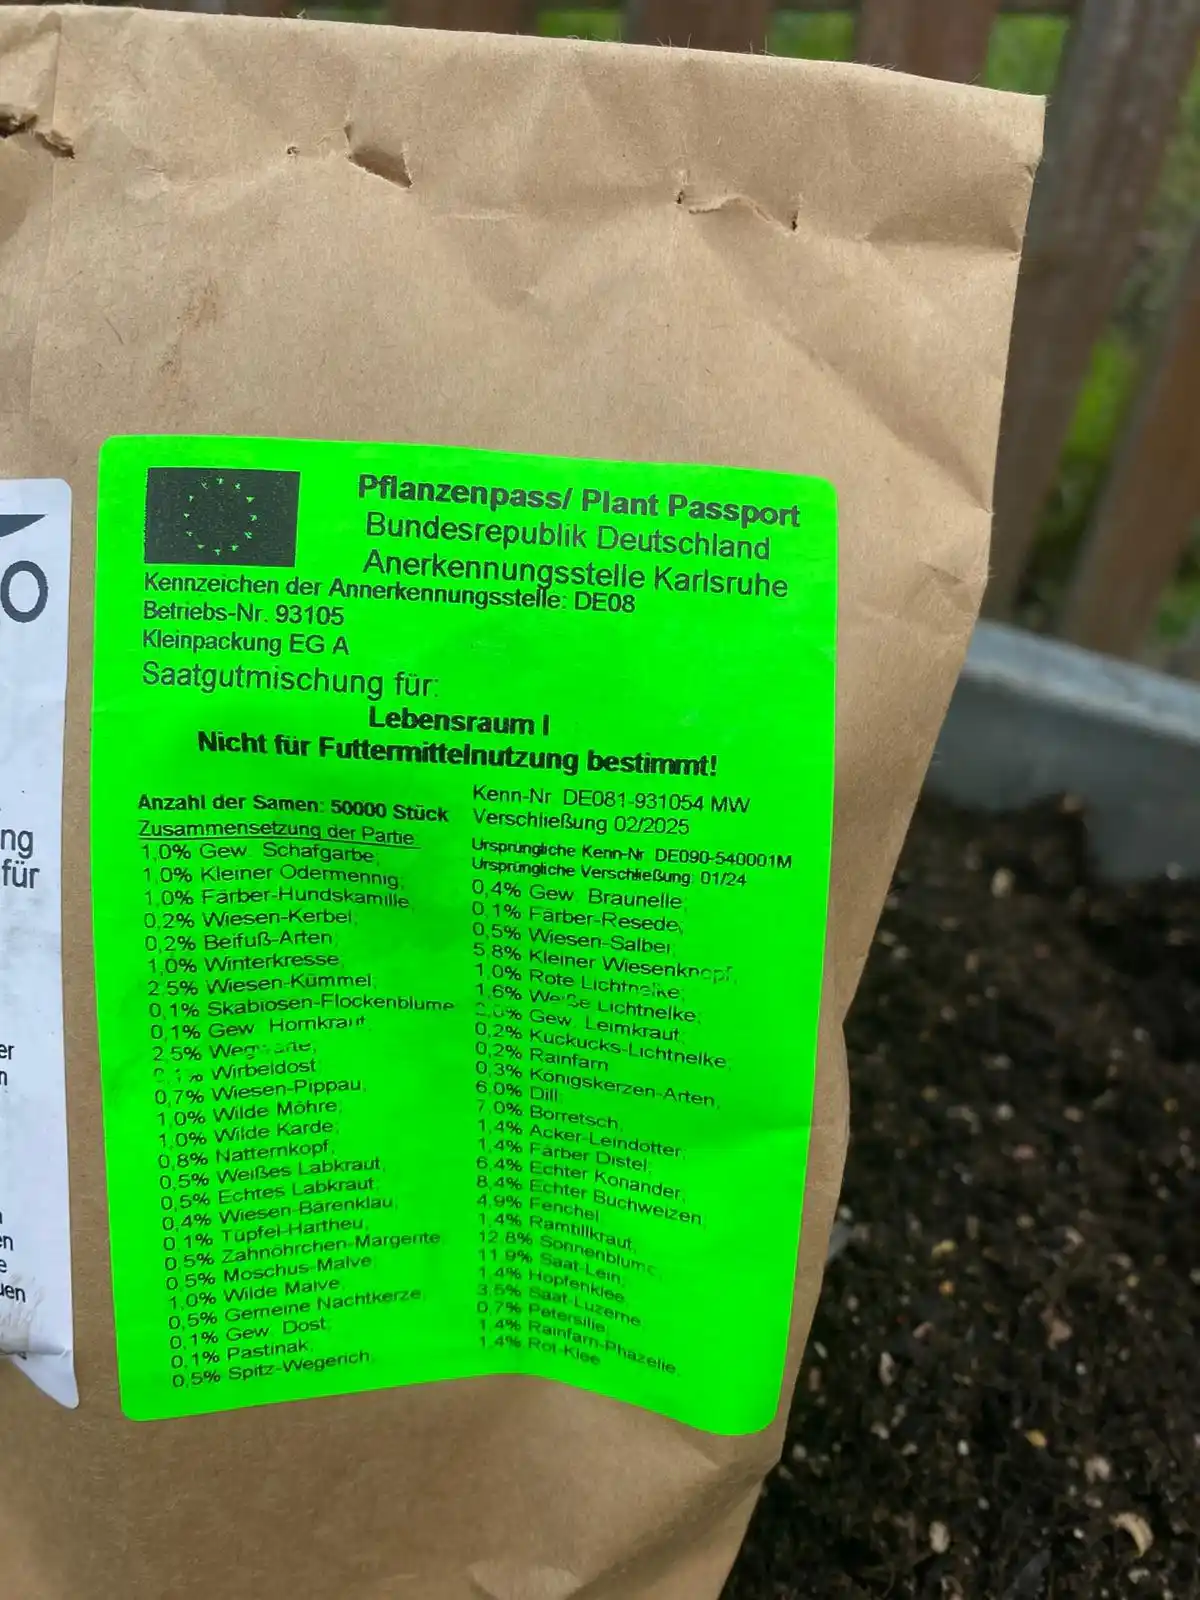 O
ng
für
er
n
en
e
uen
Pflanzenpass/ Plant Passport
Bundesrepublik Deutschland
Anerkennungsstelle Karlsruhe
Kennzeichen der Annerkennungsstelle: DE08
Betriebs-Nr. 93105
Kleinpackung EG A
Saatgutmischung für:
Lebensraum I
Nicht für Futtermittelnutzung bestimmt!
Anzahl der Samen: 50000 Stück
Zusammensetzung der Partie
1,0% Gew. Schafgarbe;
1,0% Kleiner Odermennig;
1,0% Färber-Hundskamille;
0,2% Wiesen-Kerbel;
0,2% Beifuß-Arten;
1,0% Winterkresse;
2,5% Wiesen-Kümmel;
0,1% Skabiosen-Flockenblume
0,1% Gew. Hornkraut;
2,5% Wegwarte;
Wirbeldost;
0,7% Wiesen-Pippau;
1,0% Wilde Möhre;
1,0% Wilde Karde;
0,8% Natternkopf;
0,5% Weißes Labkraut;
0,5% Echtes Labkraut;
0,4% Wiesen-Bärenklau;
0,1% Tüpfel-Hartheu;
0,5% Zahnöhrchen-Margerite;
0,5% Moschus-Malve;
1,0% Wilde Malve;
0,5% Gemeine Nachtkerze;
0,1% Gew. Dost;
0,1% Pastinak;
0,5% Spitz-Wegerich;
Kenn-Nr. DE081-931054 MW
Verschließung 02/2025
Ursprüngliche Kenn-Nr. DE090-540001M
Ursprüngliche Verschließung: 01/24
0,4% Gew. Braunelle;
0,1% Färber-Resede;
0,5% Wiesen-Salbei;
5,8% Kleiner Wiesenknopf;
1,0% Rote Lichtnelke;
1,6% Weiße Lichtnelke;
Gew. Leimkraut;
0,2% Kuckucks-Lichtnelke;
0,2% Rainfarn
0,3% Königskerzen-Arten;
6,0% Dill;
7,0% Borretsch;
1,4% Acker-Leindotter;
1,4% Färber Distel;
6,4% Echter Koriander;
8,4% Echter Buchweizen;
4,9% Fenchel;
1,4% Ramtillkraut;
12,8% Sonnenblume;
11,9% Saat-Lein;
1,4% Hopfenklee;
3,5% Saat-Luzerne;
0,7% Petersilie;
1,4% Rainfarn-Phazelie;
1,4% Rot-Klee